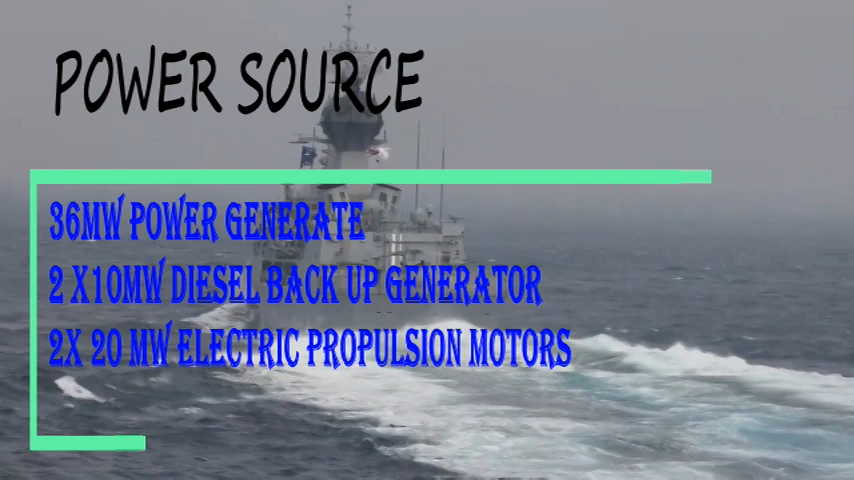 POWER SOURCE
36MW POWER GENERATE
2 X10MW DIESEL BACK UP GENERATOR
2X 20 MW ELECTRIC PROPULSION MOTORS